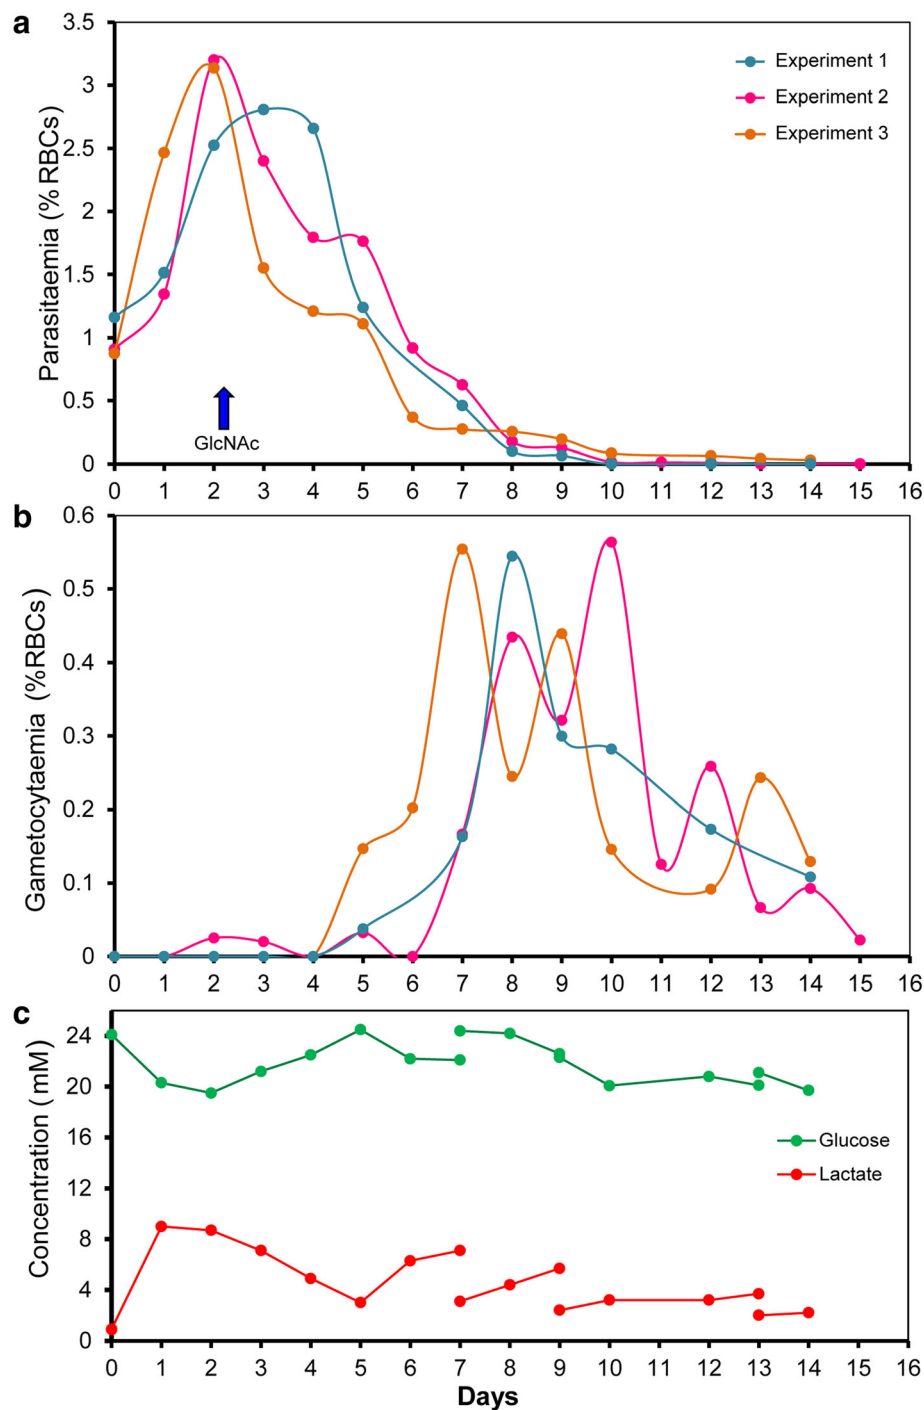 a
Parasitaemia (% RBCs)
3.5
3
2.5
2
1.5
1
0.5
0
Experiment 1
Experiment 2
Experiment 3
GlcNAc
0 1 2 3 4 5 6 7 8 9 10 11 12 13 14 15 16
b
Gametocytaemia (%RBCs)
0.6
0.5
0.4
0.3
0.2
0.1
0
0 1 2 3 4 5 6 7 8 9 10 11 12 13 14 15 16
c
Concentration (mM)
24
20
16
12
8
4
0
Glucose
Lactate
0 1 2 3 4 5 6 7 8 9 10 11 12 13 14 15 16
Days